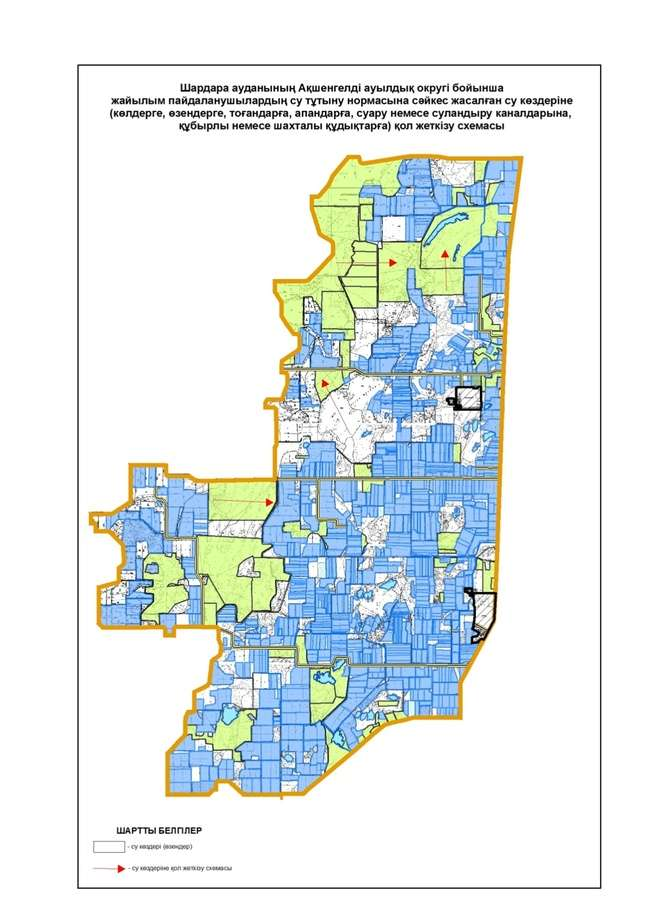 Шардара ауданының Ақшенгелді ауылдық округі бойынша
жайылым пайдаланушылардың су тұтыну нормасына сәйкес жасалған су көздеріне
(көлдерге, өзендерге, тоғандарға, апандарға, суару немесе суландыру каналдарына,
құбырлы немесе шахталы құдықтарға) қол жеткізу схемасы
ШАРТТЫ БЕЛГІЛЕР
- су көздері (өзендер)
- су көздеріне қол жеткізу схемасы